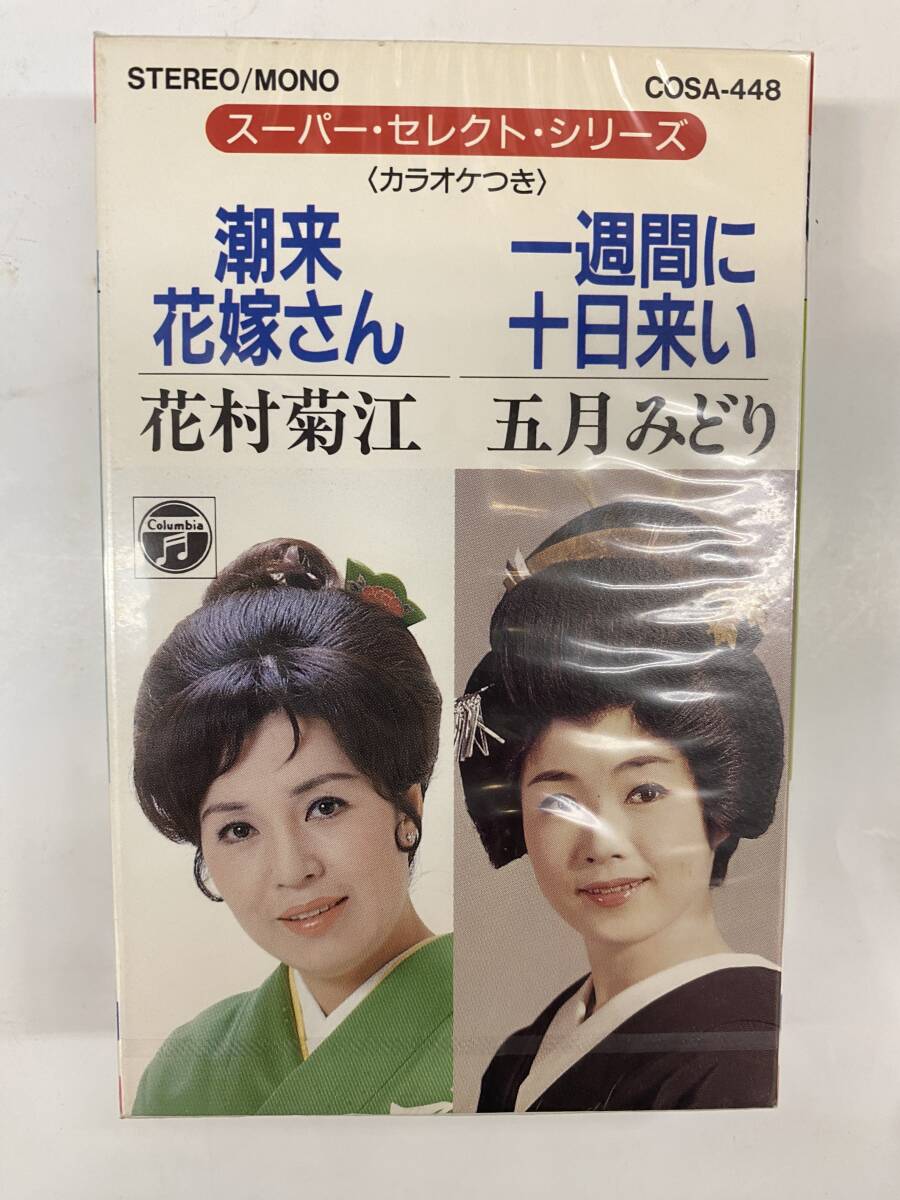 STEREO/MONO
COSA-448
スーパー・セレクト・シリーズ
〈カラオケつき〉
潮来
花嫁さん
花村菊江
一週間に
十日来い
五月みどり
Columbia